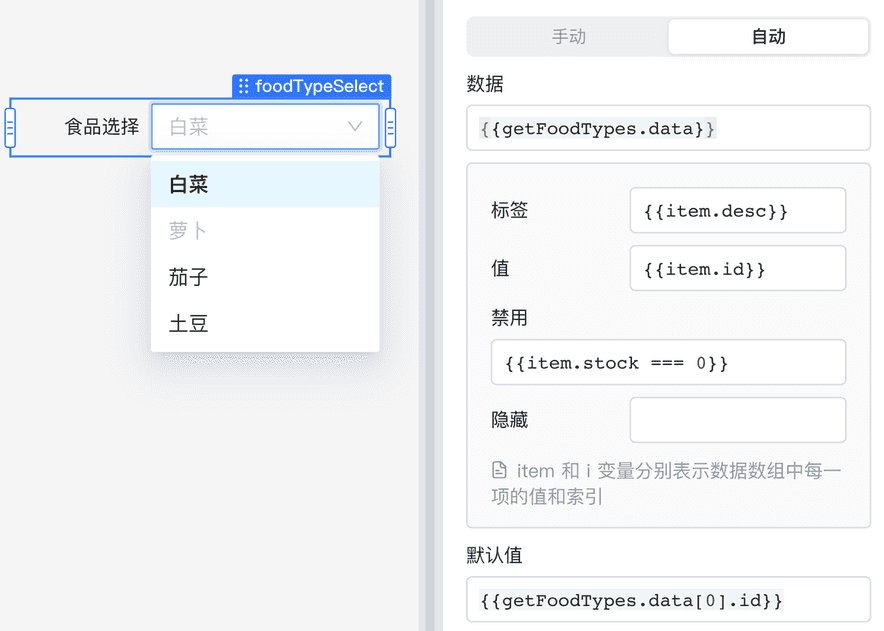 foodTypeSelect
食品选择
白菜
白菜
萝卜
茄子
土豆
手动
自动
数据
{{getFoodTypes.data}}
标签
{{item.desc}}
值
{{item.id}}
禁用
{{item.stock === 0}}
隐藏
item 和 i 变量分别表示数据数组中每一
项的值和索引
默认值
{{getFoodTypes.data[0].id}}